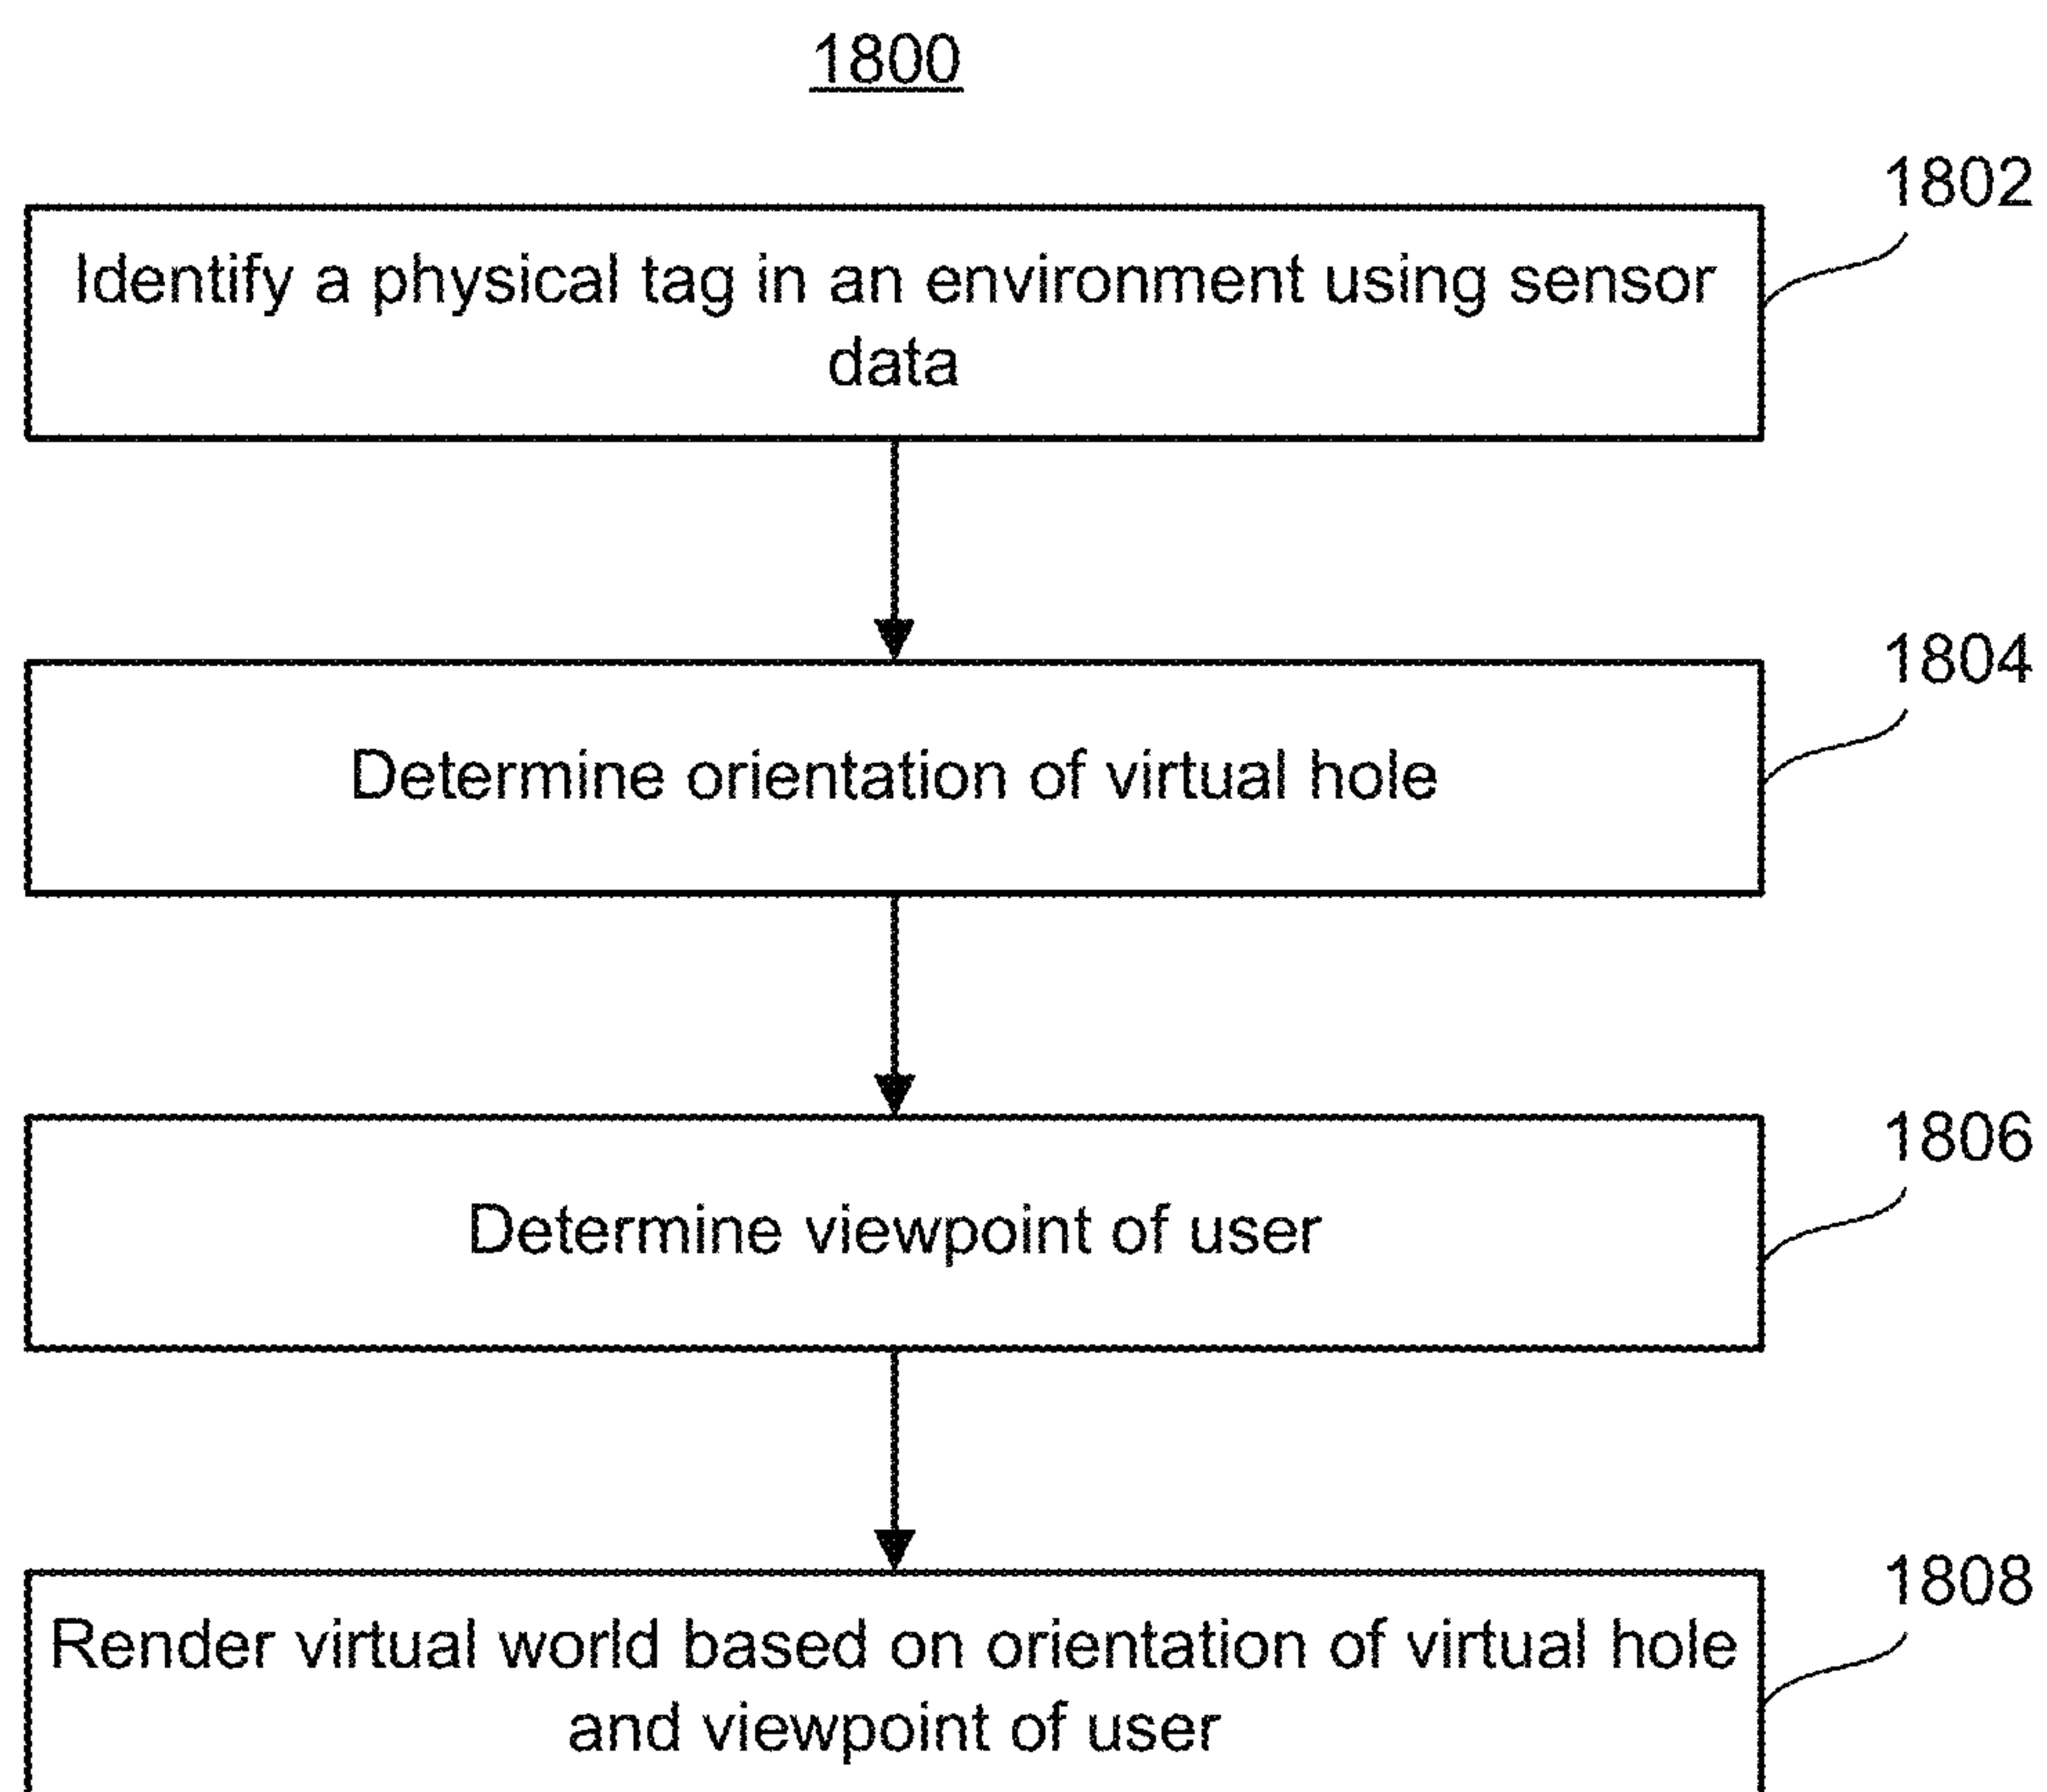 1800
1802
Identify a physical tag in an environment using sensor
data
1804
Determine orientation of virtual hole
1806
Determine viewpoint of user
1808
Render virtual world based on orientation of virtual hole
and viewpoint of user